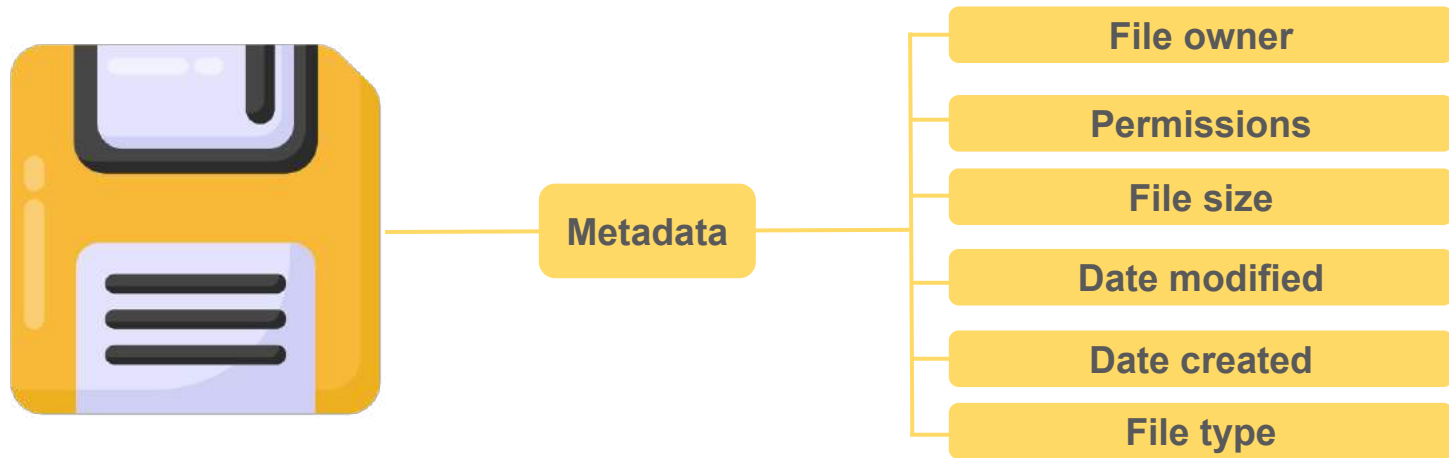 Metadata
File owner
Permissions
File size
Date modified
Date created
File type